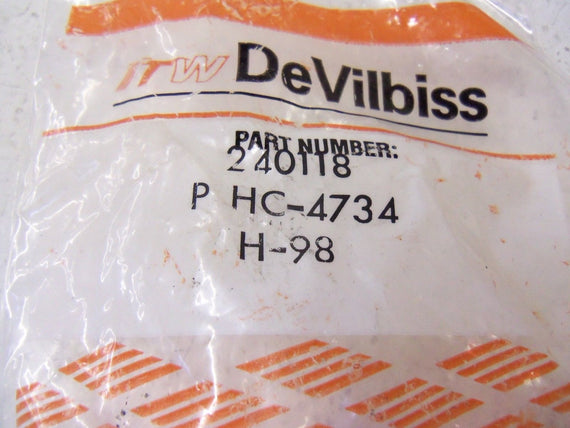 ITW DeVilbiss
PART NUMBER:
240118
P HC-4734
H-98